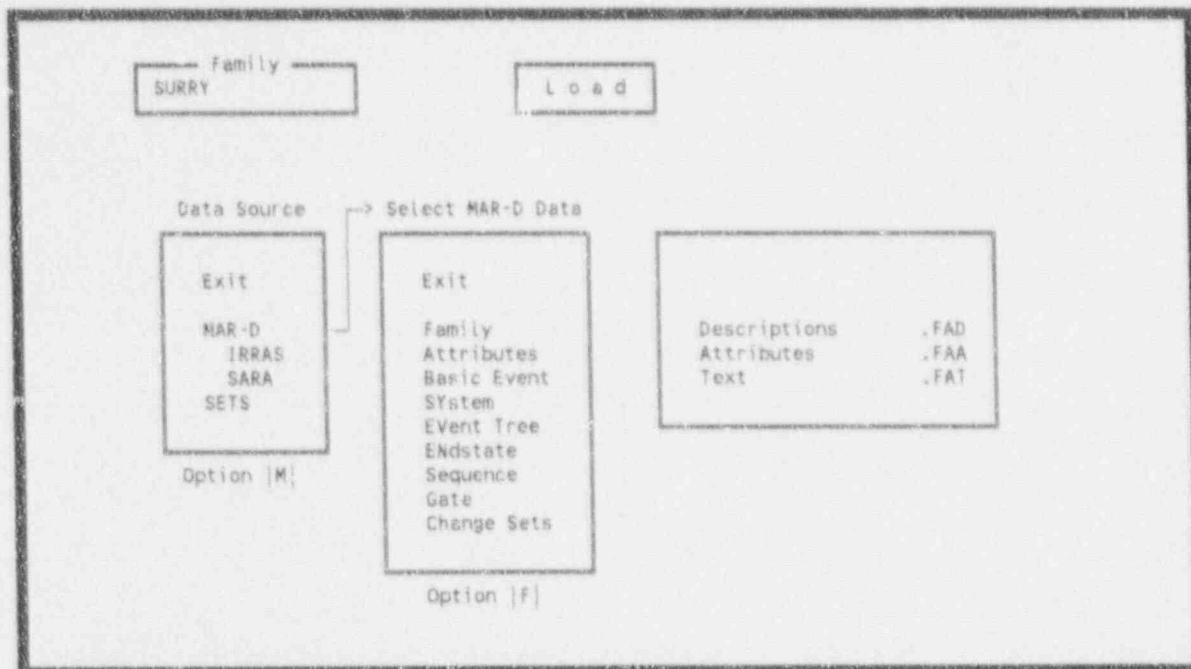 Family
SURRY
Load
Data Source
Exit
MAR-D
IRRAS
SARA
SETS
Option |M|
--> Select MAR-D Data
Exit
Family
Attributes
Basic Event
SYstem
EVent Tree
ENdstate
Sequence
Gate
Change Sets
Option |F|
Descriptions .FAD
Attributes .FAA
Text .FAT